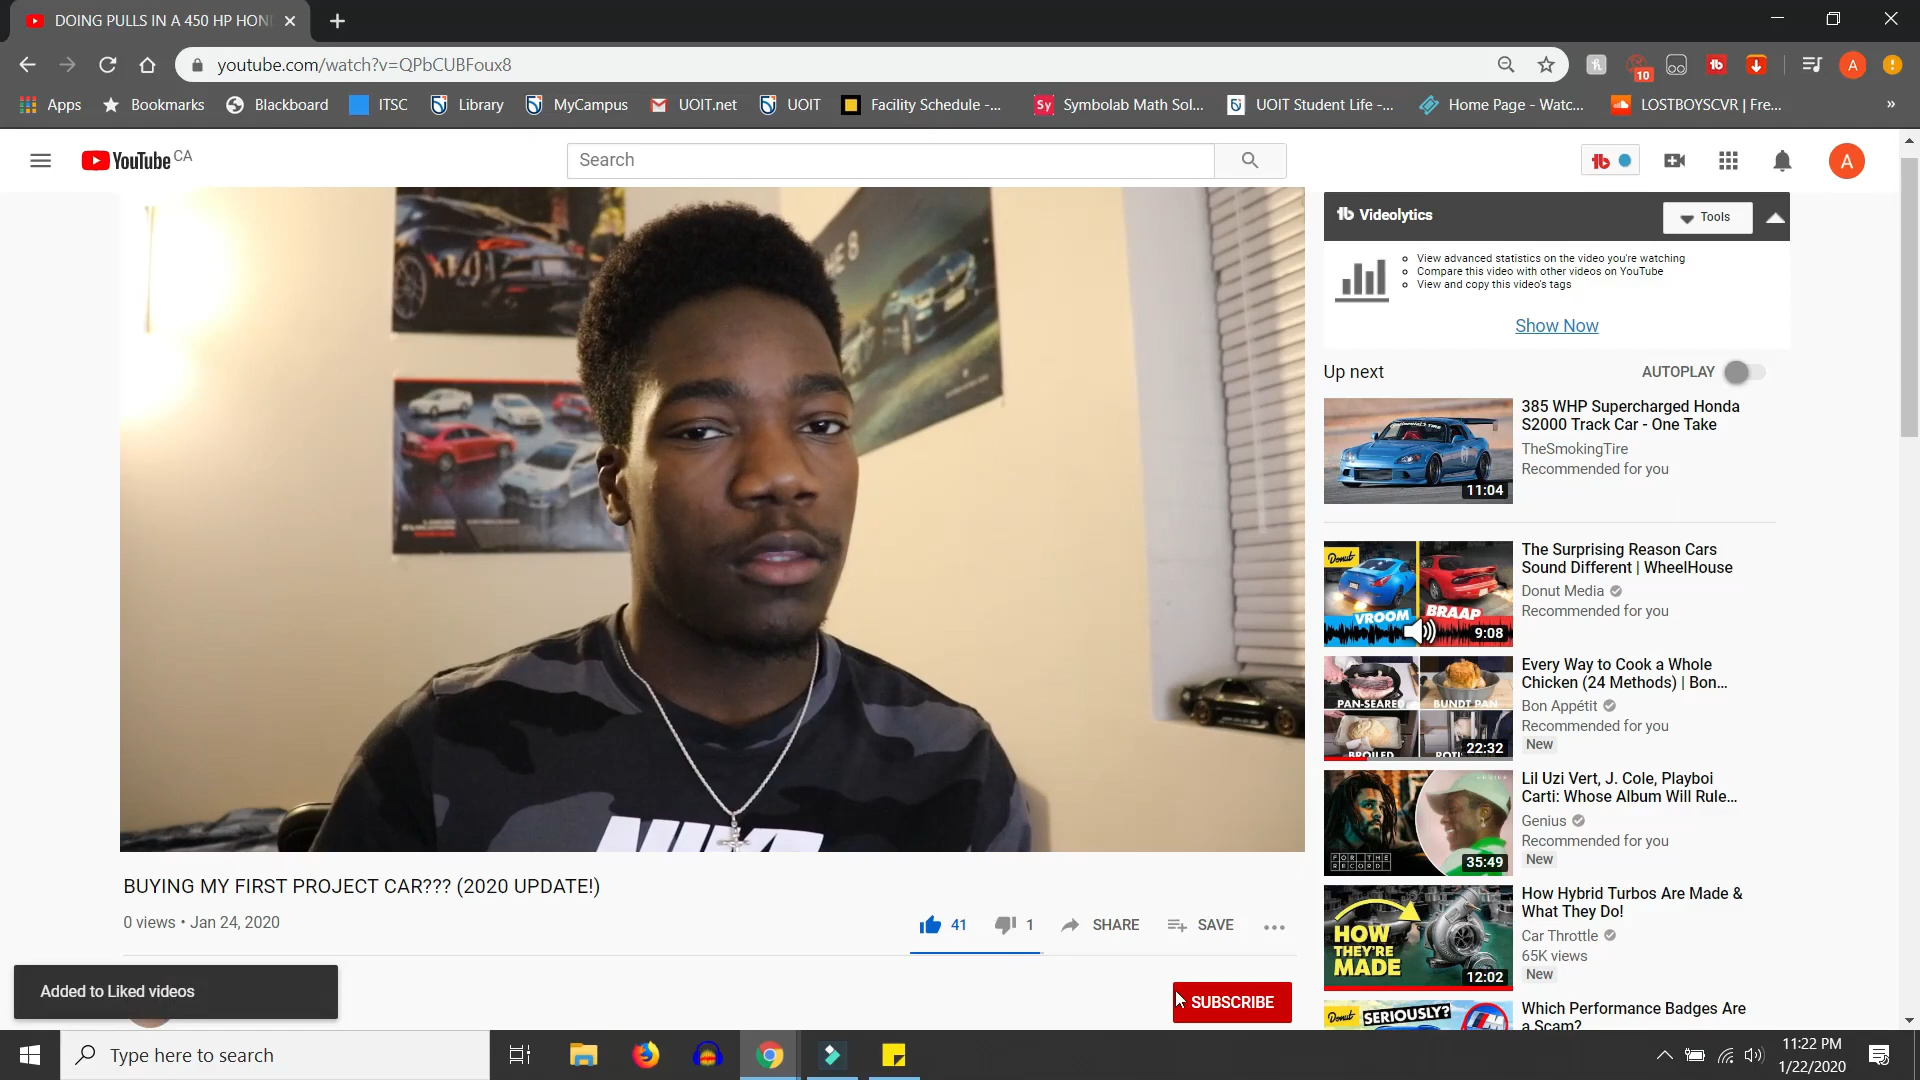 DOING PULLS IN A 450 HP HON
youtube.com/watch?v=QPbCUBFoux8
10
A
Apps
Bookmarks
Blackboard
ITSC
Library
MyCampus
UOIT.net
UOIT
Facility Schedule -...
Sy
Symbolab Math Sol...
UOIT Student Life -...
Home Page - Watc...
LOSTBOYSCVR | Fre...
»
YouTube CA
Search
A
Videolytics
Tools
View advanced statistics on the video you're watching
Compare this video with other videos on YouTube
View and copy this video's tags
Show Now
Up next
AUTOPLAY
385 WHP Supercharged Honda
S2000 Track Car - One Take
TheSmokingTire
Recommended for you
11:04
Donut
VROOM
BRAAP
9:08
The Surprising Reason Cars
Sound Different | WheelHouse
Donut Media
Recommended for you
PAN-SEARED
BUNDT PAN
BROILED
22:32
Every Way to Cook a Whole
Chicken (24 Methods) | Bon...
Bon Appétit
Recommended for you
New
FOR THE
RECORD
35:49
Lil Uzi Vert, J. Cole, Playboi
Carti: Whose Album Will Rule...
Genius
Recommended for you
New
HOW
THEY'RE
MADE
12:02
How Hybrid Turbos Are Made &
What They Do!
Car Throttle
65K views
New
Donut
SERIOUSLY?
Which Performance Badges Are
a Scam?
NIKE
BUYING MY FIRST PROJECT CAR??? (2020 UPDATE!)
0 views • Jan 24, 2020
41
1
SHARE
SAVE
Added to Liked videos
SUBSCRIBE
Type here to search
11:22 PM
1/22/2020